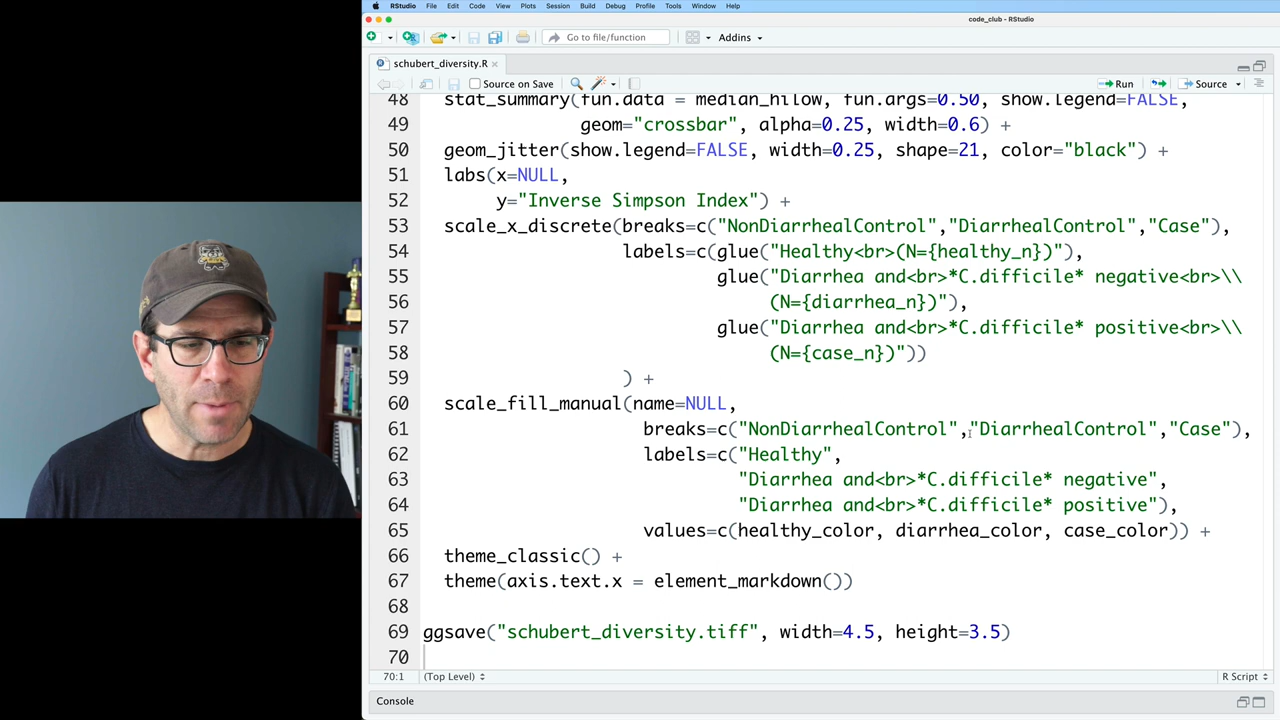 RStudio File Edit Code View Plots Session Build Debug Profile Tools Window Help
code_club - RStudio
Go to file/function Addins
schubert_diversity.R
Source on Save Run Source
48 stat_summary(fun.data = median_hilow, fun.args=0.50, show.legend=FALSE,
49 geom="crossbar", alpha=0.25, width=0.6) +
50 geom_jitter(show.legend=FALSE, width=0.25, shape=21, color="black") +
51 labs(x=NULL,
52 y="Inverse Simpson Index") +
53 scale_x_discrete(breaks=c("NonDiarrhealControl","DiarrhealControl","Case"),
54 labels=c(glue("Healthy<br>(N={healthy_n})"),
55 glue("Diarrhea and<br>*C.difficile* negative<br>\\
56 (N={diarrhea_n})"),
57 glue("Diarrhea and<br>*C.difficile* positive<br>\\
58 (N={case_n})"))
59 ) +
60 scale_fill_manual(name=NULL,
61 breaks=c("NonDiarrhealControl","DiarrhealControl","Case"),
62 labels=c("Healthy",
63 "Diarrhea and<br>*C.difficile* negative",
64 "Diarrhea and<br>*C.difficile* positive"),
65 values=c(healthy_color, diarrhea_color, case_color)) +
66 theme_classic() +
67 theme(axis.text.x = element_markdown())
68
69 ggsave("schubert_diversity.tiff", width=4.5, height=3.5)
70
70:1 (Top Level) R Script
Console